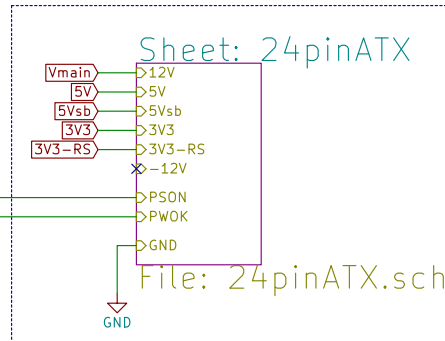 Sheet: 24pinATX
Vmain 12V
5V 5V
5Vsb 5Vsb
3V3 3V3
3V3-RS 3V3-RS
-12V
PSON
PWOK
GND
File: 24pinATX.sch
GND